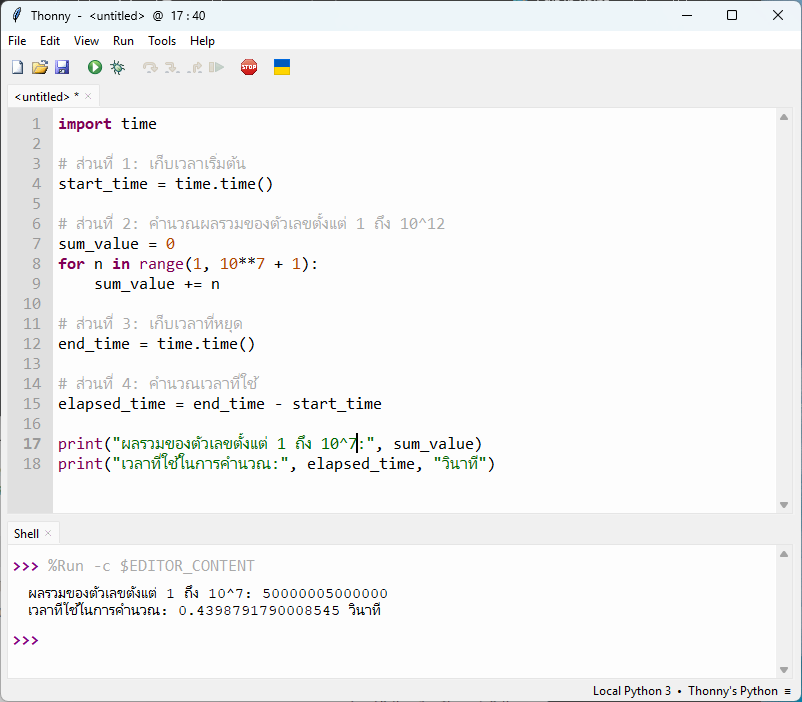 Thonny - <untitled> @ 17 : 40
File Edit View Run Tools Help
STOP
<untitled> * ×
1 import time
2
3 # ส่วนที่ 1: เก็บเวลาเริ่มต้น
4 start_time = time.time()
5
6 # ส่วนที่ 2: คำนวณผลรวมของตัวเลขตั้งแต่ 1 ถึง 10^12
7 sum_value = 0
8 for n in range(1, 10**7 + 1):
9     sum_value += n
10
11 # ส่วนที่ 3: เก็บเวลาที่หยุด
12 end_time = time.time()
13
14 # ส่วนที่ 4: คำนวณเวลาที่ใช้
15 elapsed_time = end_time - start_time
16
17 print("ผลรวมของตัวเลขตั้งแต่ 1 ถึง 10^7:", sum_value)
18 print("เวลาที่ใช้ในการคำนวณ:", elapsed_time, "วินาที")
Shell ×
>>> %Run -c $EDITOR_CONTENT
ผลรวมของตัวเลขตั้งแต่ 1 ถึง 10^7: 50000005000000
เวลาที่ใช้ในการคำนวณ: 0.4398791790008545 วินาที
>>>
Local Python 3 • Thonny's Python ≡